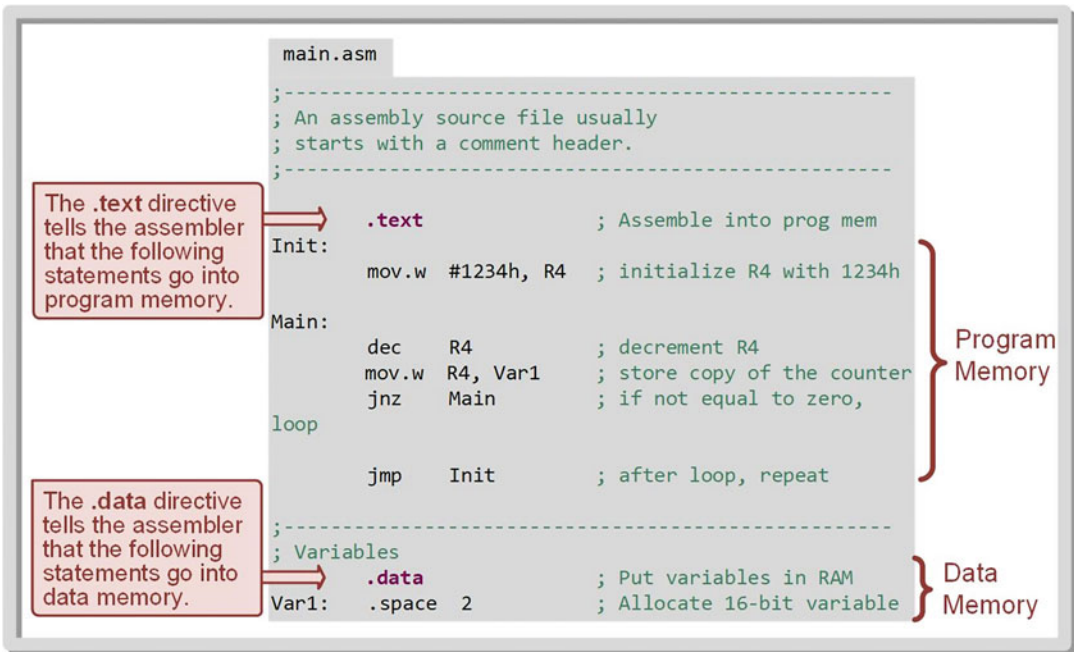 main.asm
;----------------------------------------------------
; An assembly source file usually
; starts with a comment header.
;----------------------------------------------------
The .text directive
tells the assembler
that the following
statements go into
program memory.
.text ; Assemble into prog mem
Init:
mov.w #1234h, R4 ; initialize R4 with 1234h
Main:
dec R4 ; decrement R4
mov.w R4, Var1 ; store copy of the counter
jnz Main ; if not equal to zero,
loop
jmp Init ; after loop, repeat
Program
Memory
The .data directive
tells the assembler
that the following
statements go into
data memory.
;----------------------------------------------------
; Variables
.data ; Put variables in RAM
Var1: .space 2 ; Allocate 16-bit variable
Data
Memory